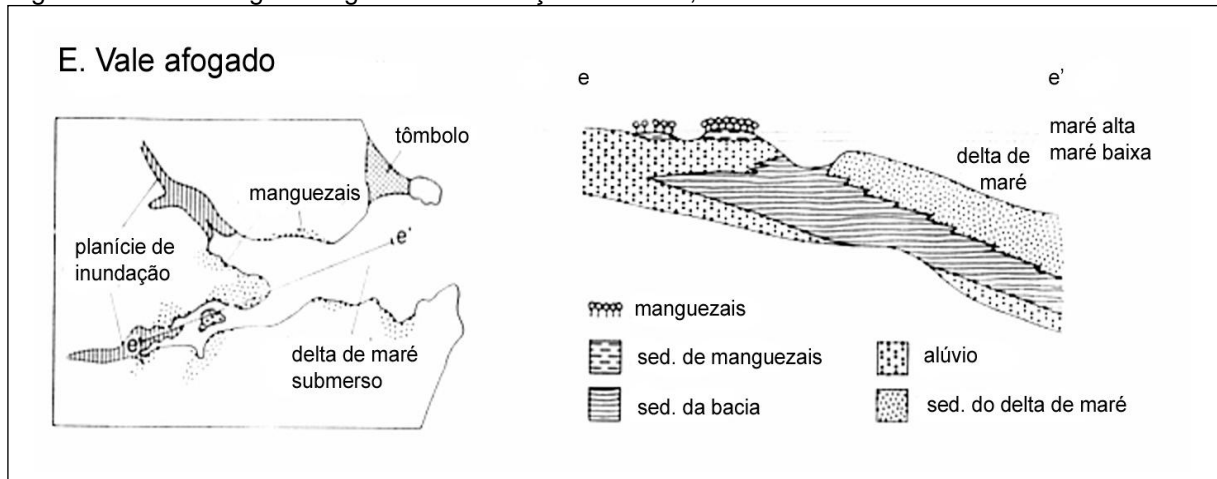 E. Vale afogado
tômbolo
manguezais
planície de
inundação
e'
e
delta de maré
submerso
e
e'
maré alta
maré baixa
delta de
maré
manguezais
sed. de manguezais
alúvio
sed. da bacia
sed. do delta de maré